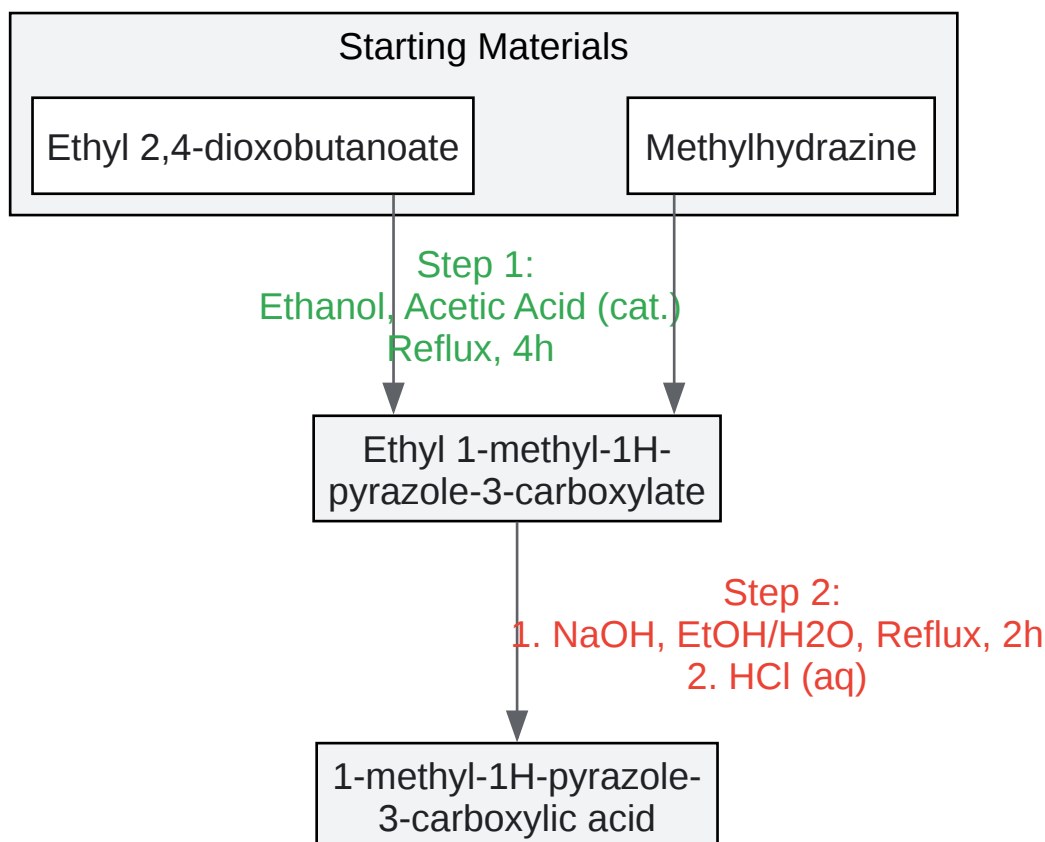 Starting Materials
Ethyl 2,4-dioxobutanoate
Methylhydrazine
Step 1:
Ethanol, Acetic Acid (cat.)
Reflux, 4h
Ethyl 1-methyl-1H-
pyrazole-3-carboxylate
Step 2:
1. NaOH, EtOH/H2O, Reflux, 2h
2. HCl (aq)
1-methyl-1H-pyrazole-
3-carboxylic acid